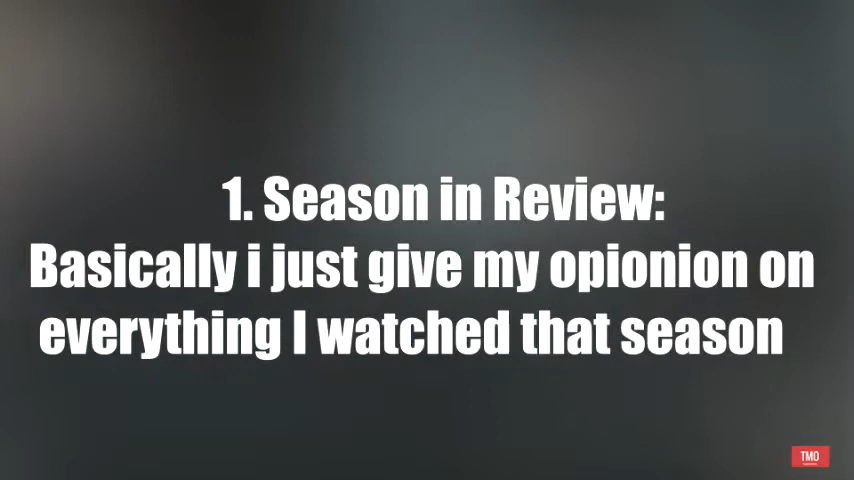 1. Season in Review:
Basically i just give my opionion on
everything I watched that season
TMO